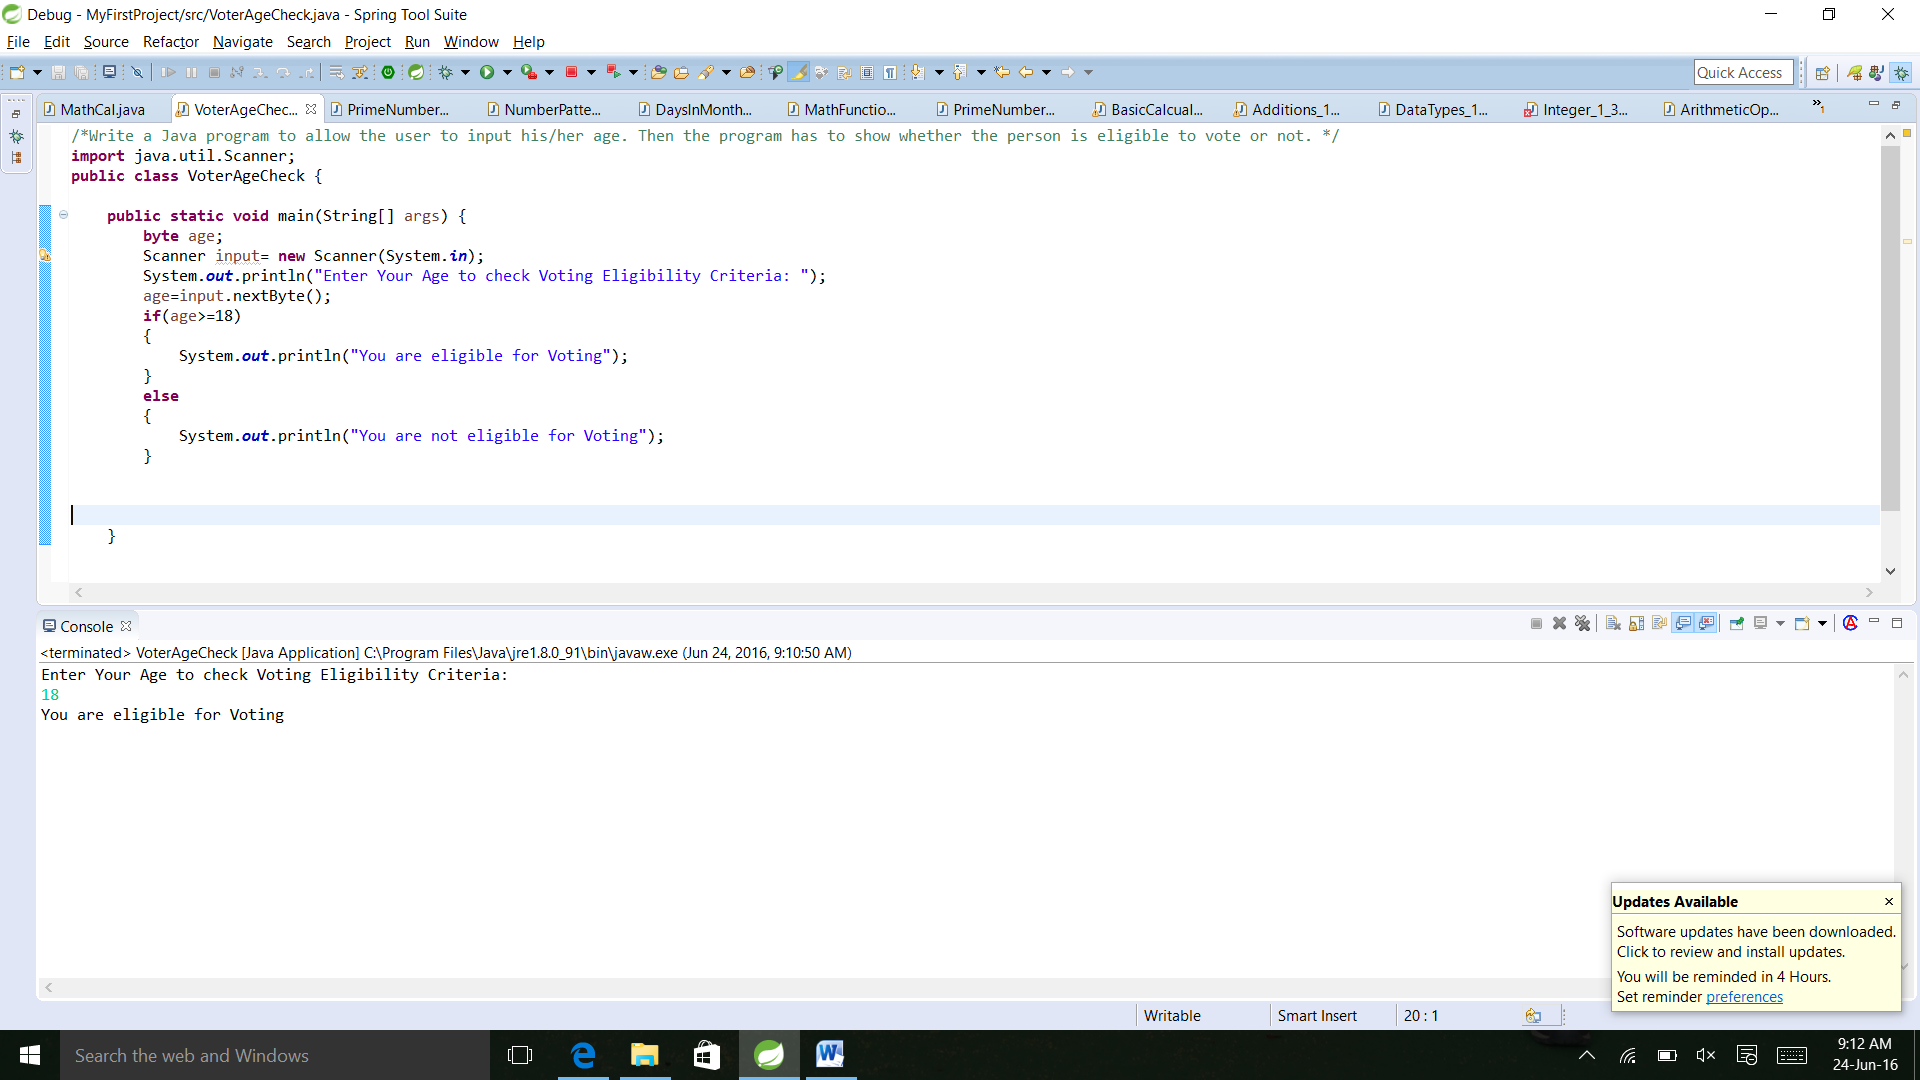 Debug - MyFirstProject/src/VoterAgeCheck.java - Spring Tool Suite
File Edit Source Refactor Navigate Search Project Run Window Help
Quick Access
MathCal.java VoterAgeChec... PrimeNumber... NumberPatte... DaysInMonth... MathFunctio... PrimeNumber... BasicCalcual... Additions_1... DataTypes_1... Integer_1_3... ArithmeticOp... »1
/*Write a Java program to allow the user to input his/her age. Then the program has to show whether the person is eligible to vote or not. */
import java.util.Scanner;
public class VoterAgeCheck {
public static void main(String[] args) {
byte age;
Scanner input= new Scanner(System.in);
System.out.println("Enter Your Age to check Voting Eligibility Criteria: ");
age=input.nextByte();
if(age>=18)
{
System.out.println("You are eligible for Voting");
}
else
{
System.out.println("You are not eligible for Voting");
}
}
Console
<terminated> VoterAgeCheck [Java Application] C:\Program Files\Java\jre1.8.0_91\bin\javaw.exe (Jun 24, 2016, 9:10:50 AM)
Enter Your Age to check Voting Eligibility Criteria:
18
You are eligible for Voting
Updates Available
Software updates have been downloaded.
Click to review and install updates.
You will be reminded in 4 Hours.
Set reminder preferences
Writable Smart Insert 20 : 1
Search the web and Windows
9:12 AM
24-Jun-16